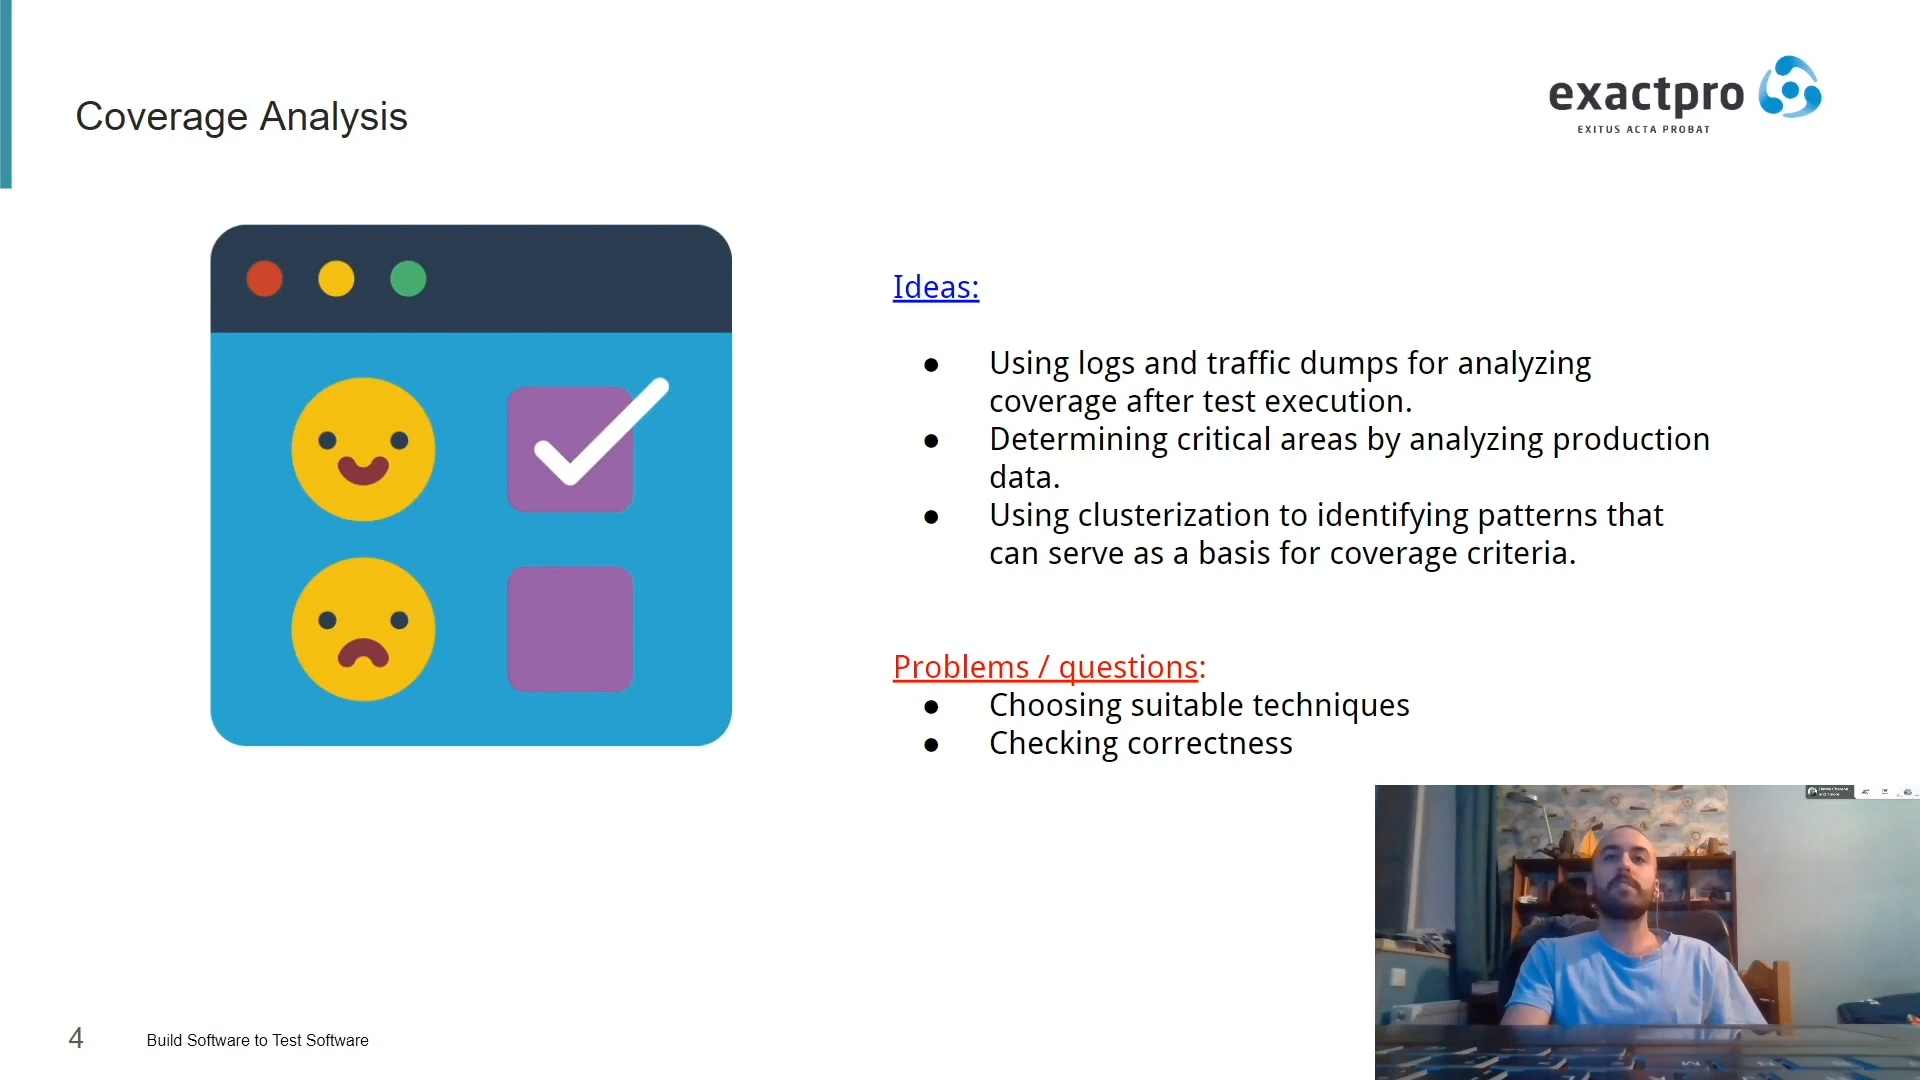 Coverage Analysis
exactpro
EXITUS ACTA PROBAT
Ideas:
● Using logs and traffic dumps for analyzing
coverage after test execution.
● Determining critical areas by analyzing production
data.
● Using clusterization to identifying patterns that
can serve as a basis for coverage criteria.
Problems / questions:
● Choosing suitable techniques
● Checking correctness
4
Build Software to Test Software